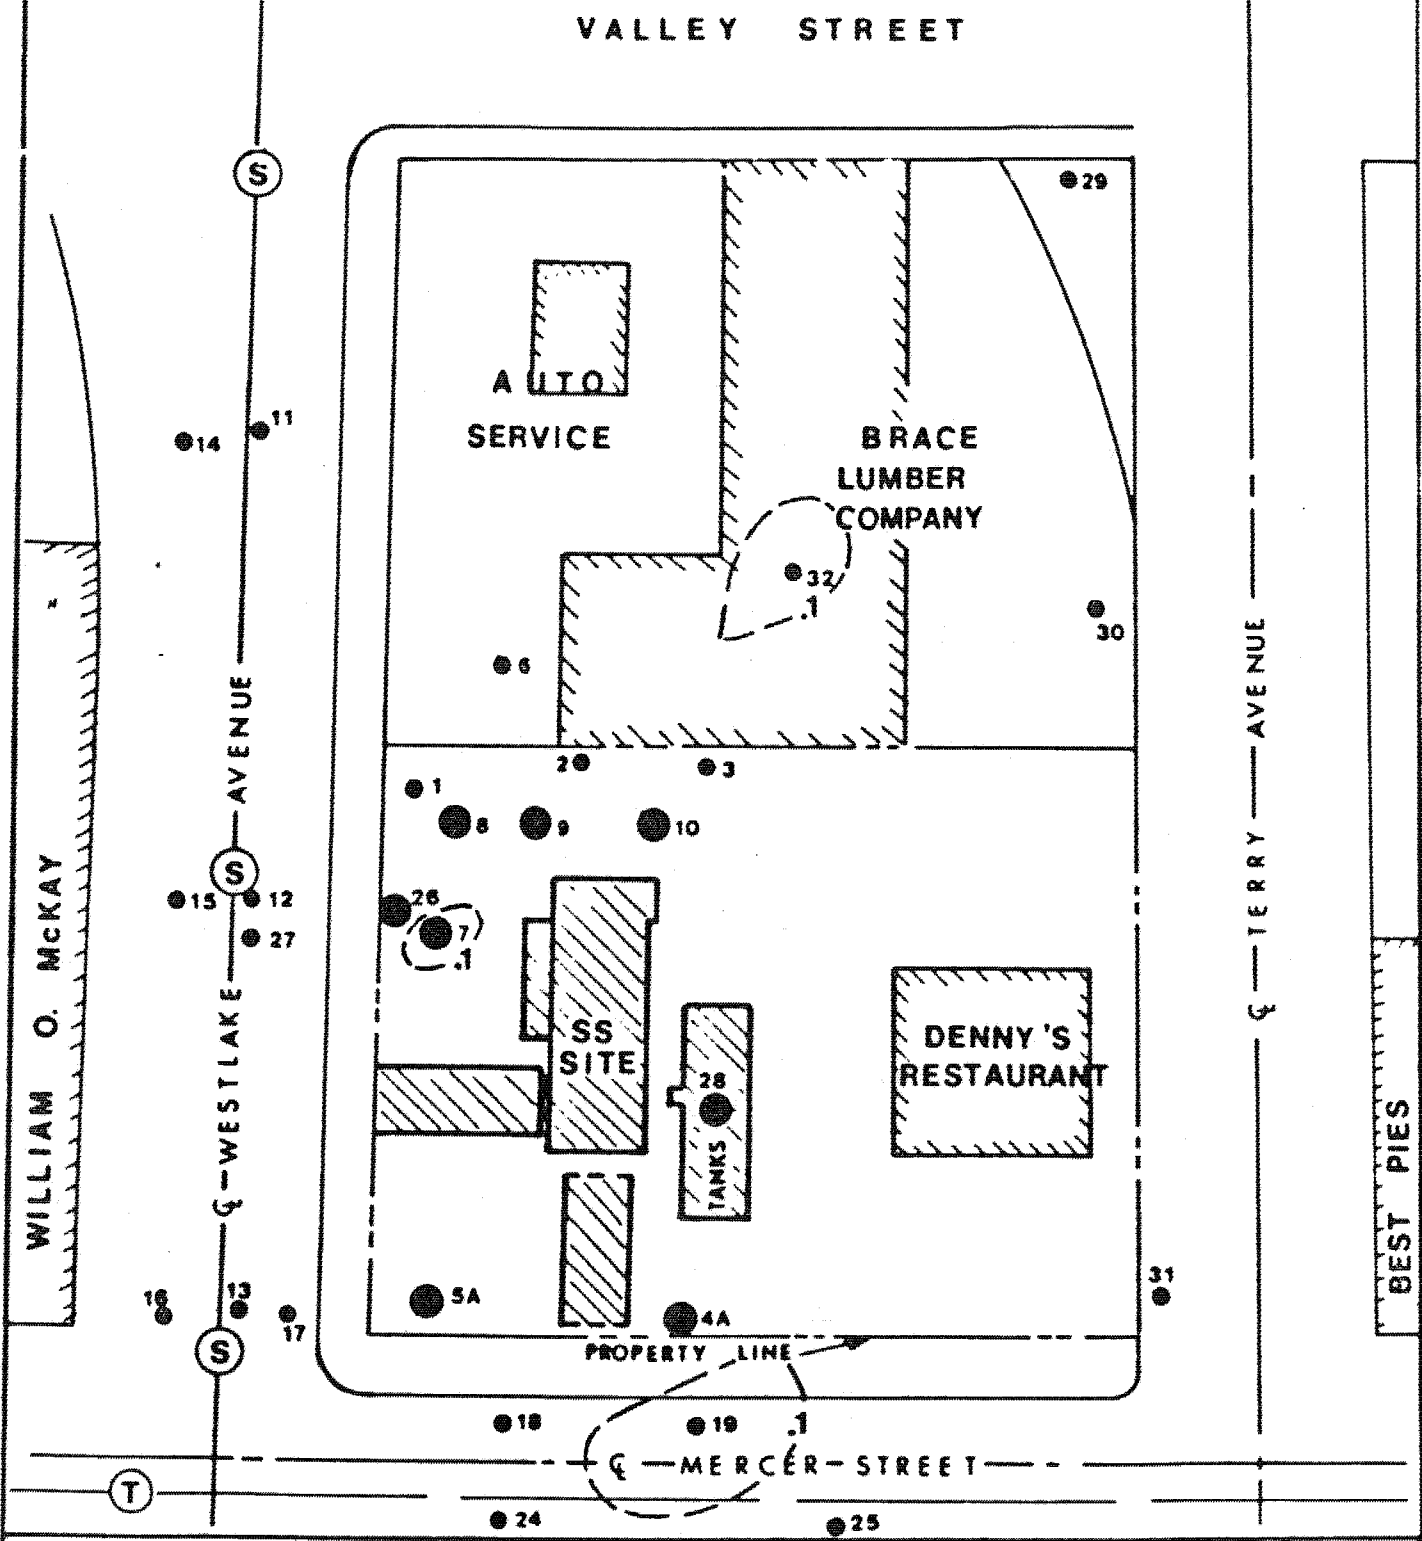 VALLEY STREET
S
29
AUTO
SERVICE
11
14
BRACE
LUMBER
COMPANY
32
.1
30
6
2
3
1
8
9
10
S
15
12
27
26
7
.1
SS
SITE
28
TANKS
DENNY'S
RESTAURANT
WILLIAM O. McKAY
℄ WESTLAKE AVENUE
℄ TERRY AVENUE
BEST PIES
31
16
13
17
5A
4A
S
PROPERTY LINE
18
19
.1
℄ MERCER STREET
T
24
25